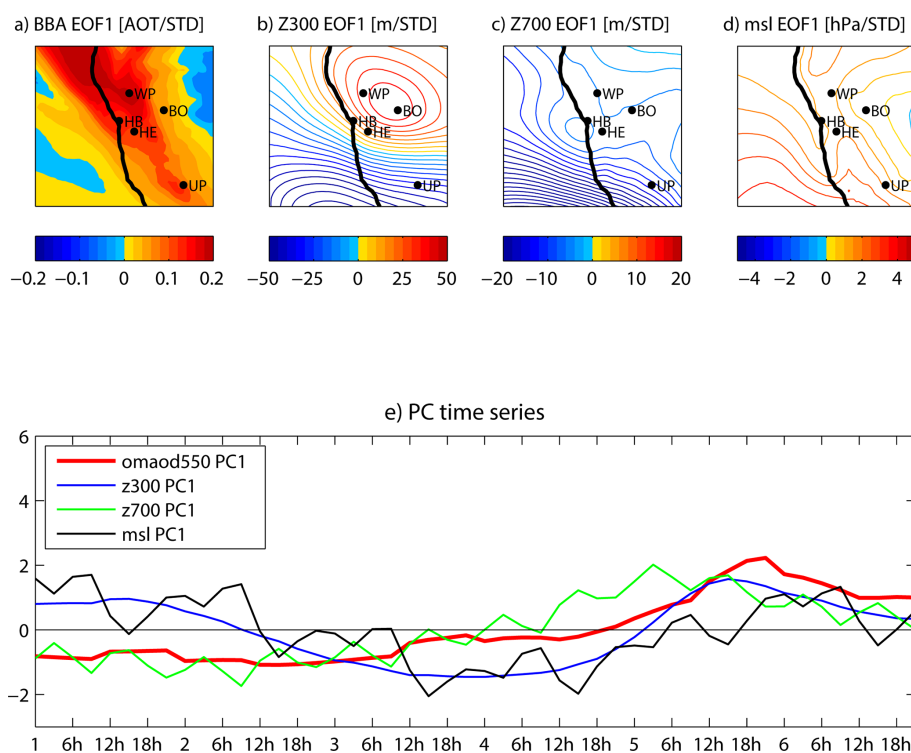 a) BBA EOF1 [AOT/STD] b) Z300 EOF1 [m/STD] c) Z700 EOF1 [m/STD] d) msl EOF1 [hPa/STD]
WP WP WP WP
BO BO BO BO
HB HB HB HB
HE HE HE HE
UP UP UP UP
−0.2 −0.1 0 0.1 0.2 −50 −25 0 25 50 −20 −10 0 10 20 −4 −2 0 2 4
e) PC time series
6
omaod550 PC1
z300 PC1
4
z700 PC1
msl PC1
2
0
−2
1 6h 12h 18h 2 6h 12h 18h 3 6h 12h 18h 4 6h 12h 18h 5 6h 12h 18h 6 6h 12h 18h